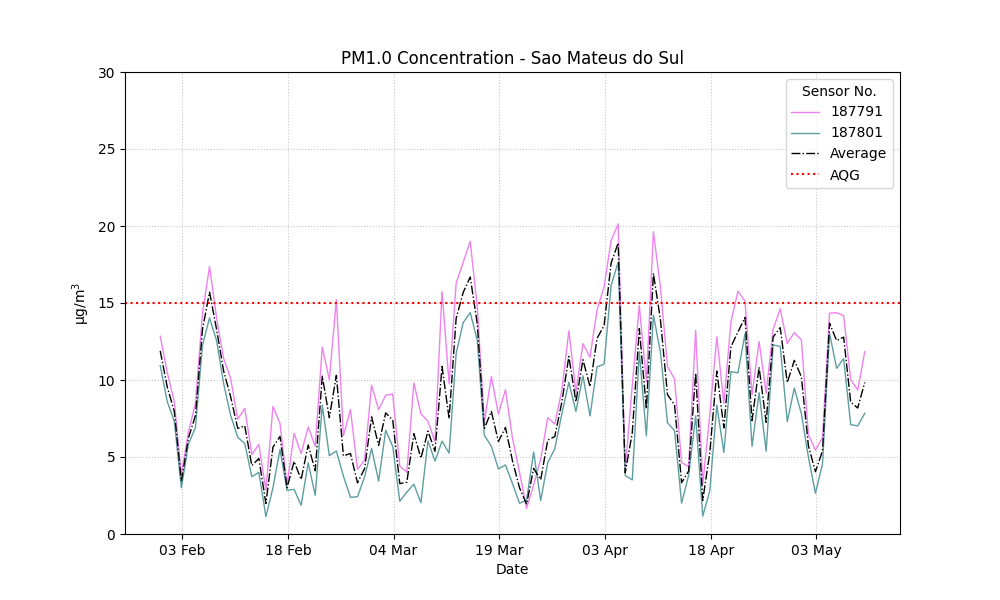 PM1.0 Concentration - Sao Mateus do Sul
30
25
20
15
10
5
0
µg/m³
Sensor No.
187791
187801
Average
AQG
03 Feb
18 Feb
04 Mar
19 Mar
03 Apr
18 Apr
03 May
Date